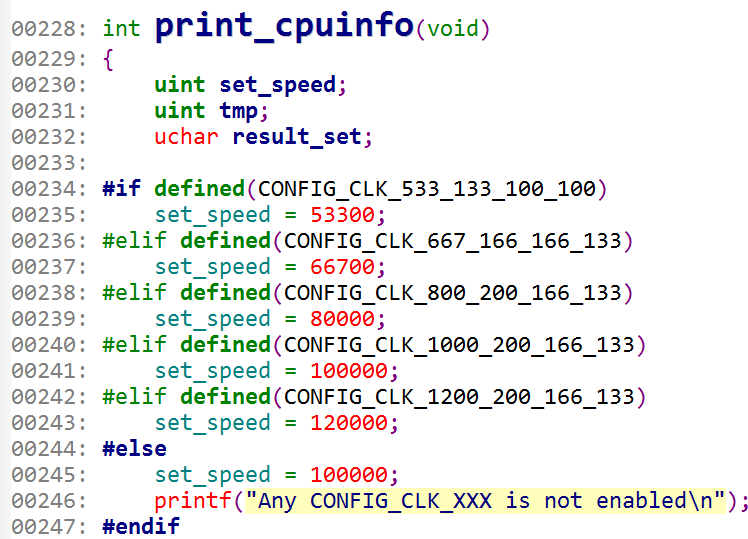 00228: int print_cpuinfo(void)
00229: {
00230:     uint set_speed;
00231:     uint tmp;
00232:     uchar result_set;
00233:
00234: #if defined(CONFIG_CLK_533_133_100_100)
00235:     set_speed = 53300;
00236: #elif defined(CONFIG_CLK_667_166_166_133)
00237:     set_speed = 66700;
00238: #elif defined(CONFIG_CLK_800_200_166_133)
00239:     set_speed = 80000;
00240: #elif defined(CONFIG_CLK_1000_200_166_133)
00241:     set_speed = 100000;
00242: #elif defined(CONFIG_CLK_1200_200_166_133)
00243:     set_speed = 120000;
00244: #else
00245:     set_speed = 100000;
00246:     printf("Any CONFIG_CLK_XXX is not enabled\n");
00247: #endif